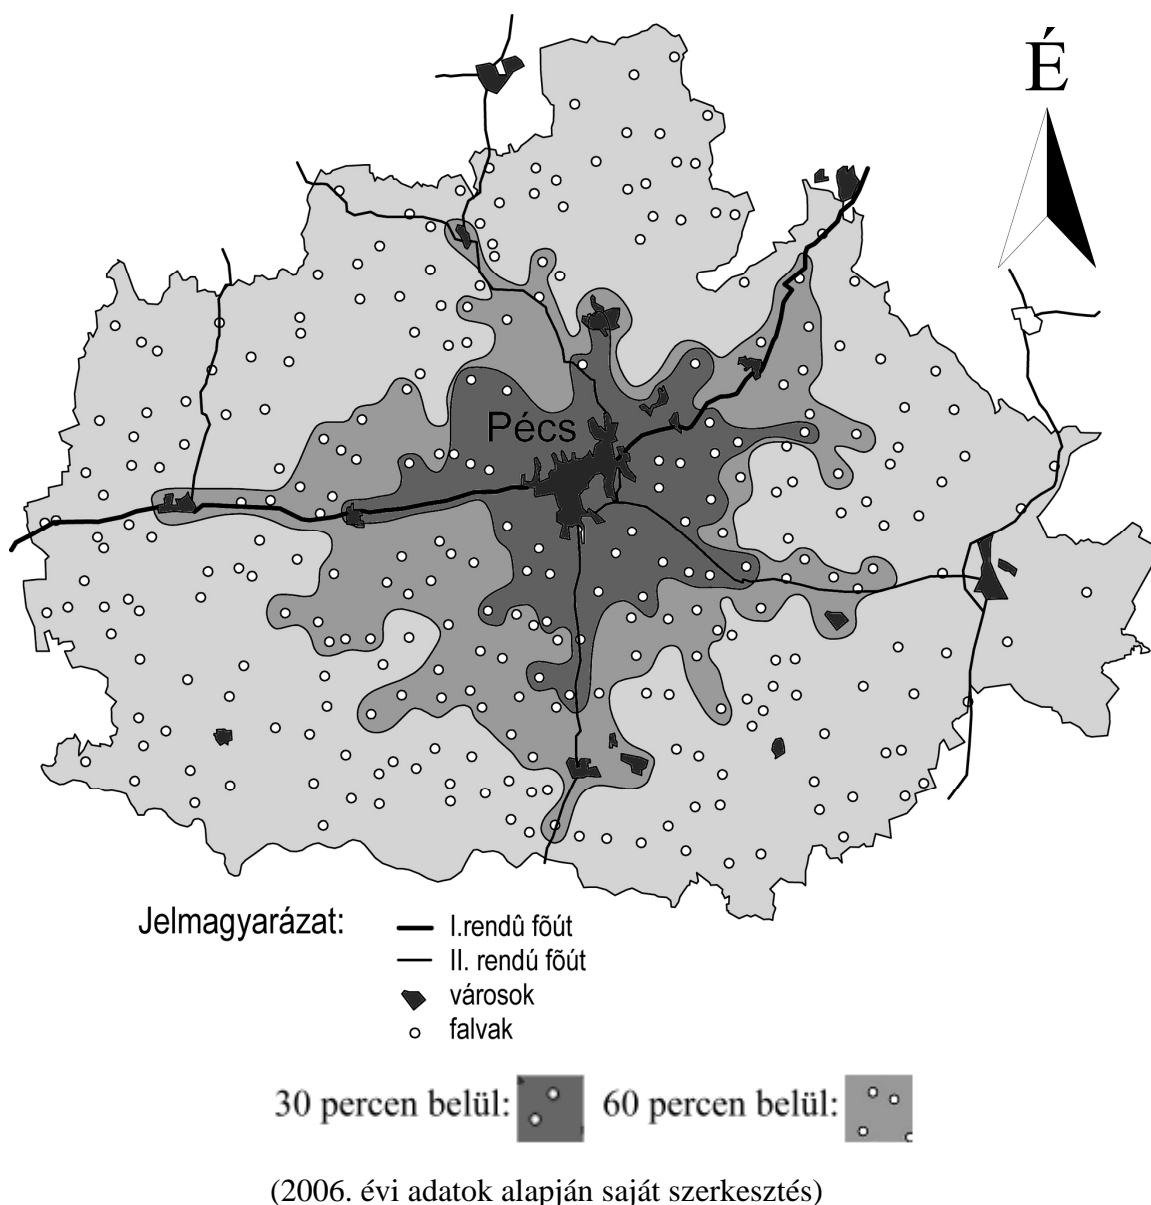 É
Pécs
Jelmagyarázat:
I.rendû fõút
II. rendú fõút
városok
falvak
30 percen belül:
60 percen belül:
(2006. évi adatok alapján saját szerkesztés)